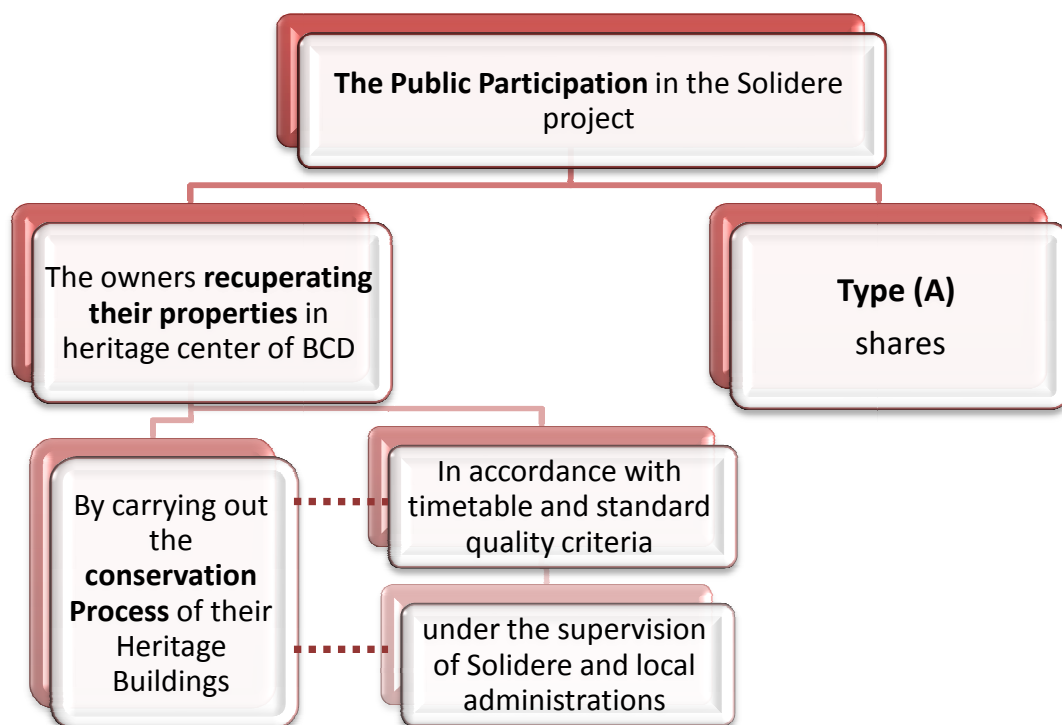 The Public Participation in the Solidere
project
The owners recuperating
their properties in
heritage center of BCD
Type (A)
shares
By carrying out
the
conservation
Process of their
Heritage
Buildings
In accordance with
timetable and standard
quality criteria
under the supervision
of Solidere and local
administrations